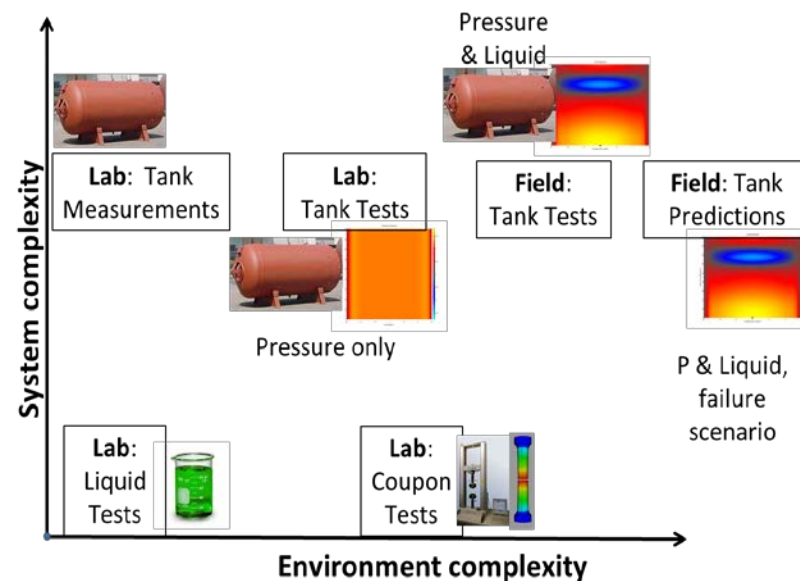 Pressure
& Liquid
Lab: Tank
Measurements
Lab:
Tank Tests
Field:
Tank Tests
Field: Tank
Predictions
Pressure only
P & Liquid,
failure
scenario
Lab:
Liquid
Tests
Lab:
Coupon
Tests
System complexity
Environment complexity